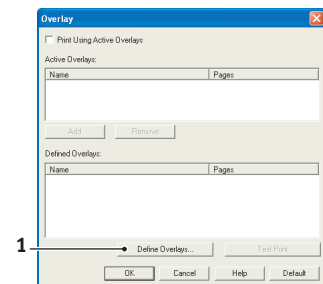 Overlay
Print Using Active Overlays
Active Overlays:
Name Pages
Add Remove
Defined Overlays:
Name Pages
1 Define Overlays... Test Print
OK Cancel Help Default